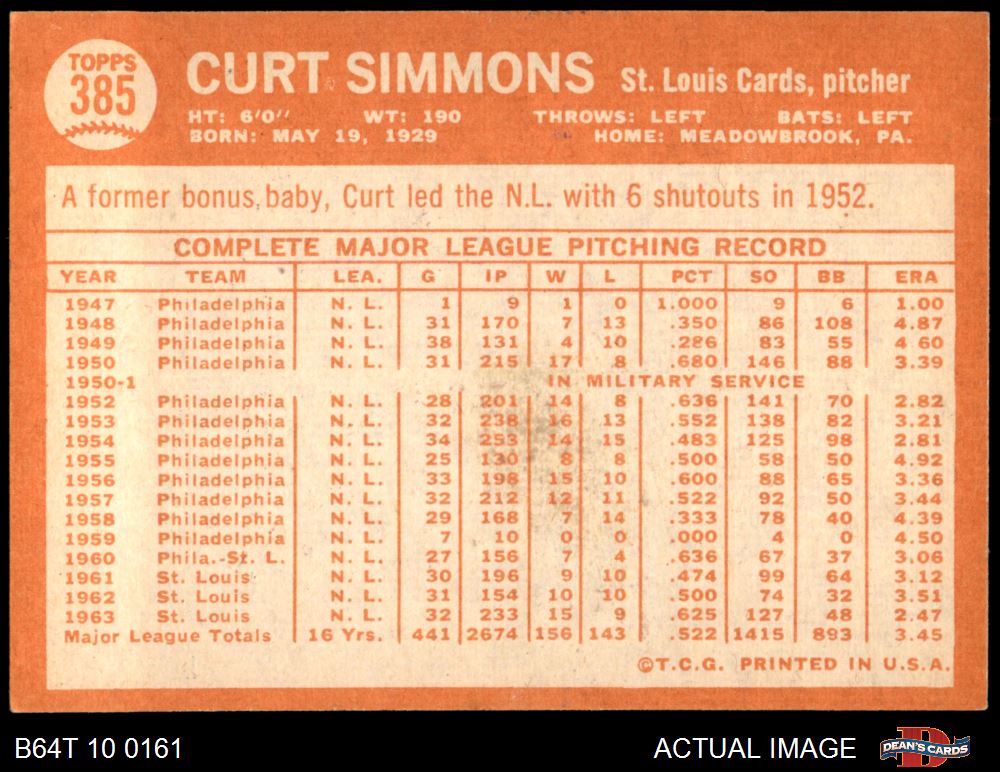 TOPPS
385
CURT SIMMONS St. Louis Cards, pitcher
HT: 6'0'' WT: 190 THROWS: LEFT BATS: LEFT
BORN: MAY 19, 1929 HOME: MEADOWBROOK, PA.
A former bonus baby, Curt led the N.L. with 6 shutouts in 1952.
COMPLETE MAJOR LEAGUE PITCHING RECORD
YEAR TEAM LEA. G IP W L PCT SO BB ERA
1947 Philadelphia N. L. 1 9 1 0 1.000 9 6 1.00
1948 Philadelphia N. L. 31 170 7 13 .350 86 108 4.87
1949 Philadelphia N. L. 38 131 4 10 .286 83 55 4.60
1950 Philadelphia N. L. 31 215 17 8 .680 146 88 3.39
1950-1 IN MILITARY SERVICE
1952 Philadelphia N. L. 28 201 14 8 .636 141 70 2.82
1953 Philadelphia N. L. 32 238 16 13 .552 138 82 3.21
1954 Philadelphia N. L. 34 253 14 15 .483 125 98 2.81
1955 Philadelphia N. L. 25 130 8 8 .500 58 50 4.92
1956 Philadelphia N. L. 33 198 15 10 .600 88 65 3.36
1957 Philadelphia N. L. 32 212 12 11 .522 92 50 3.44
1958 Philadelphia N. L. 29 168 7 14 .333 78 40 4.39
1959 Philadelphia N. L. 7 10 0 0 .000 4 0 4.50
1960 Phila.-St. L. N. L. 27 156 7 4 .636 67 37 3.06
1961 St. Louis N. L. 30 196 9 10 .474 99 64 3.12
1962 St. Louis N. L. 31 154 10 10 .500 74 32 3.51
1963 St. Louis N. L. 32 233 15 9 .625 127 48 2.47
Major League Totals 16 Yrs. 441 2674 156 143 .522 1415 893 3.45
©T.C.G. PRINTED IN U.S.A.
B64T 10 0161 ACTUAL IMAGE D DEAN'S CARDS